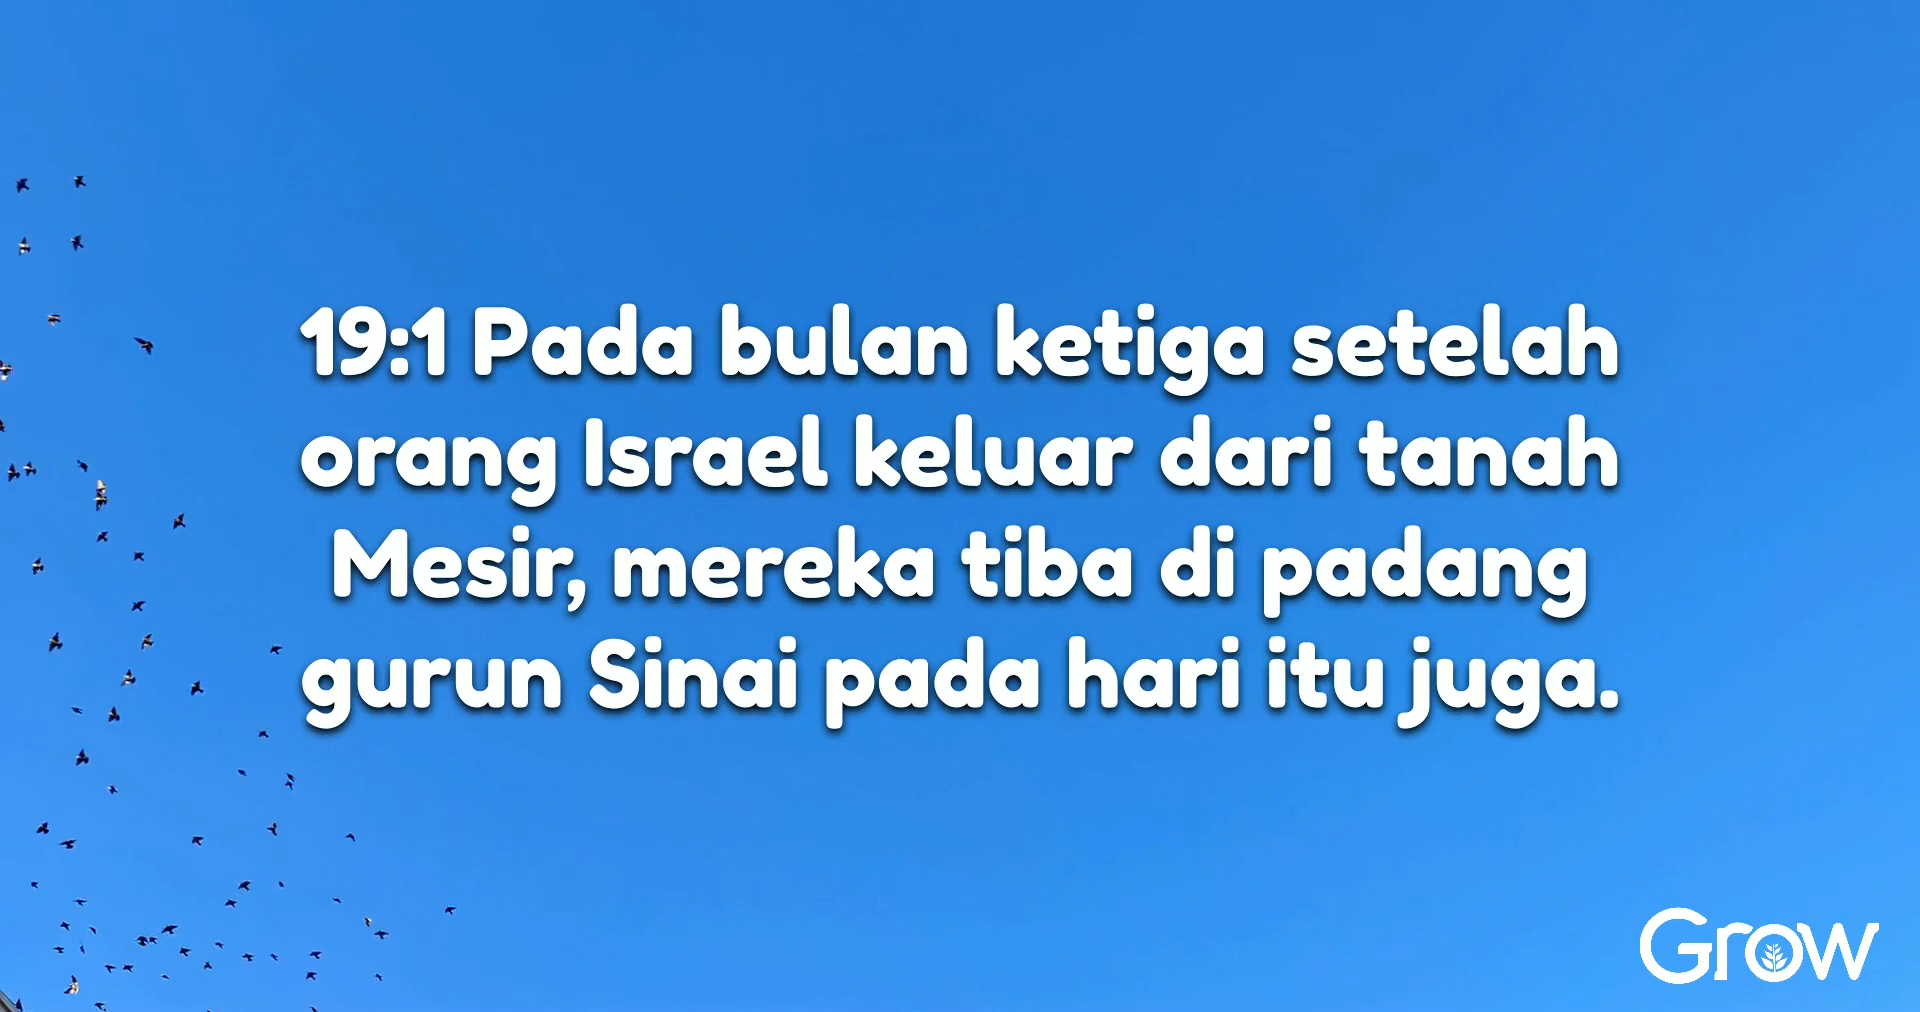 19:1 Pada bulan ketiga setelah
orang Israel keluar dari tanah
Mesir, mereka tiba di padang
gurun Sinai pada hari itu juga.
Grow